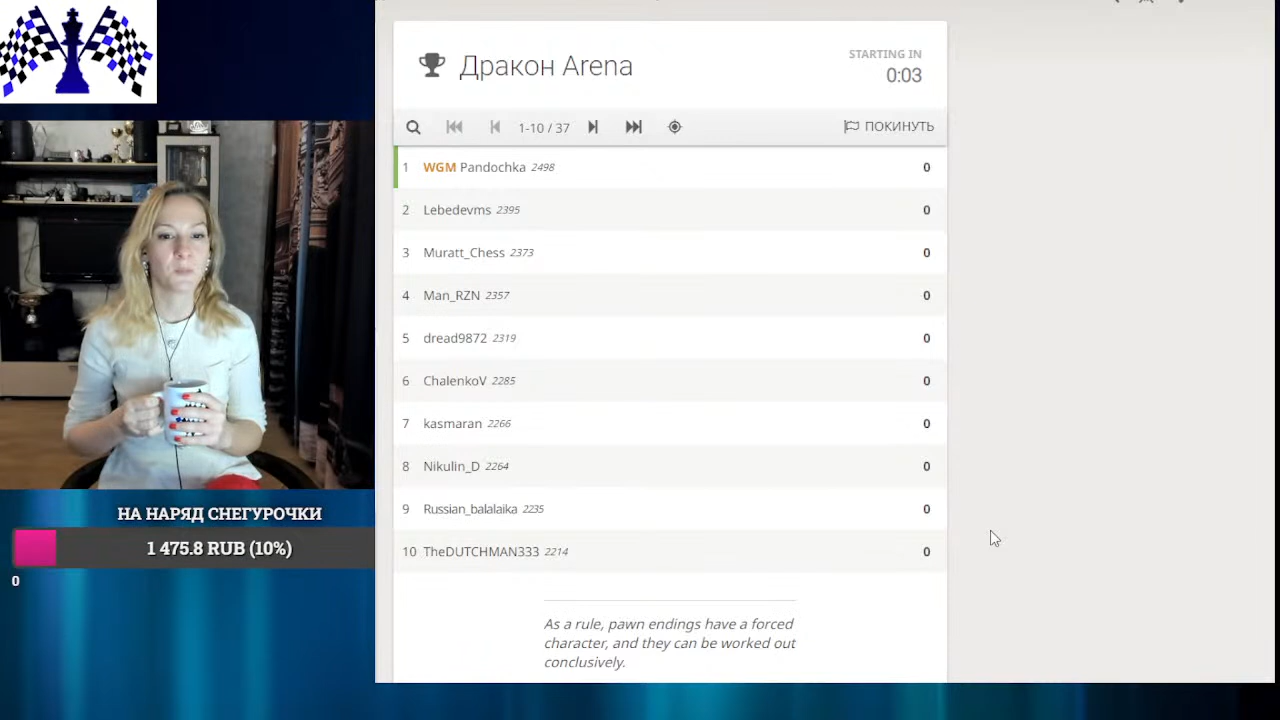 Дракон Arena
STARTING IN
0:03
1-10 / 37
ПОКИНУТЬ
1 WGM Pandochka 2498 0
2 Lebedevms 2395 0
3 Muratt_Chess 2373 0
4 Man_RZN 2357 0
5 dread9872 2319 0
6 ChalenkoV 2285 0
7 kasmaran 2266 0
8 Nikulin_D 2264 0
9 Russian_balalaika 2235 0
10 TheDUTCHMAN333 2214 0
As a rule, pawn endings have a forced
character, and they can be worked out
conclusively.
НА НАРЯД СНЕГУРОЧКИ
1 475.8 RUB (10%)
0